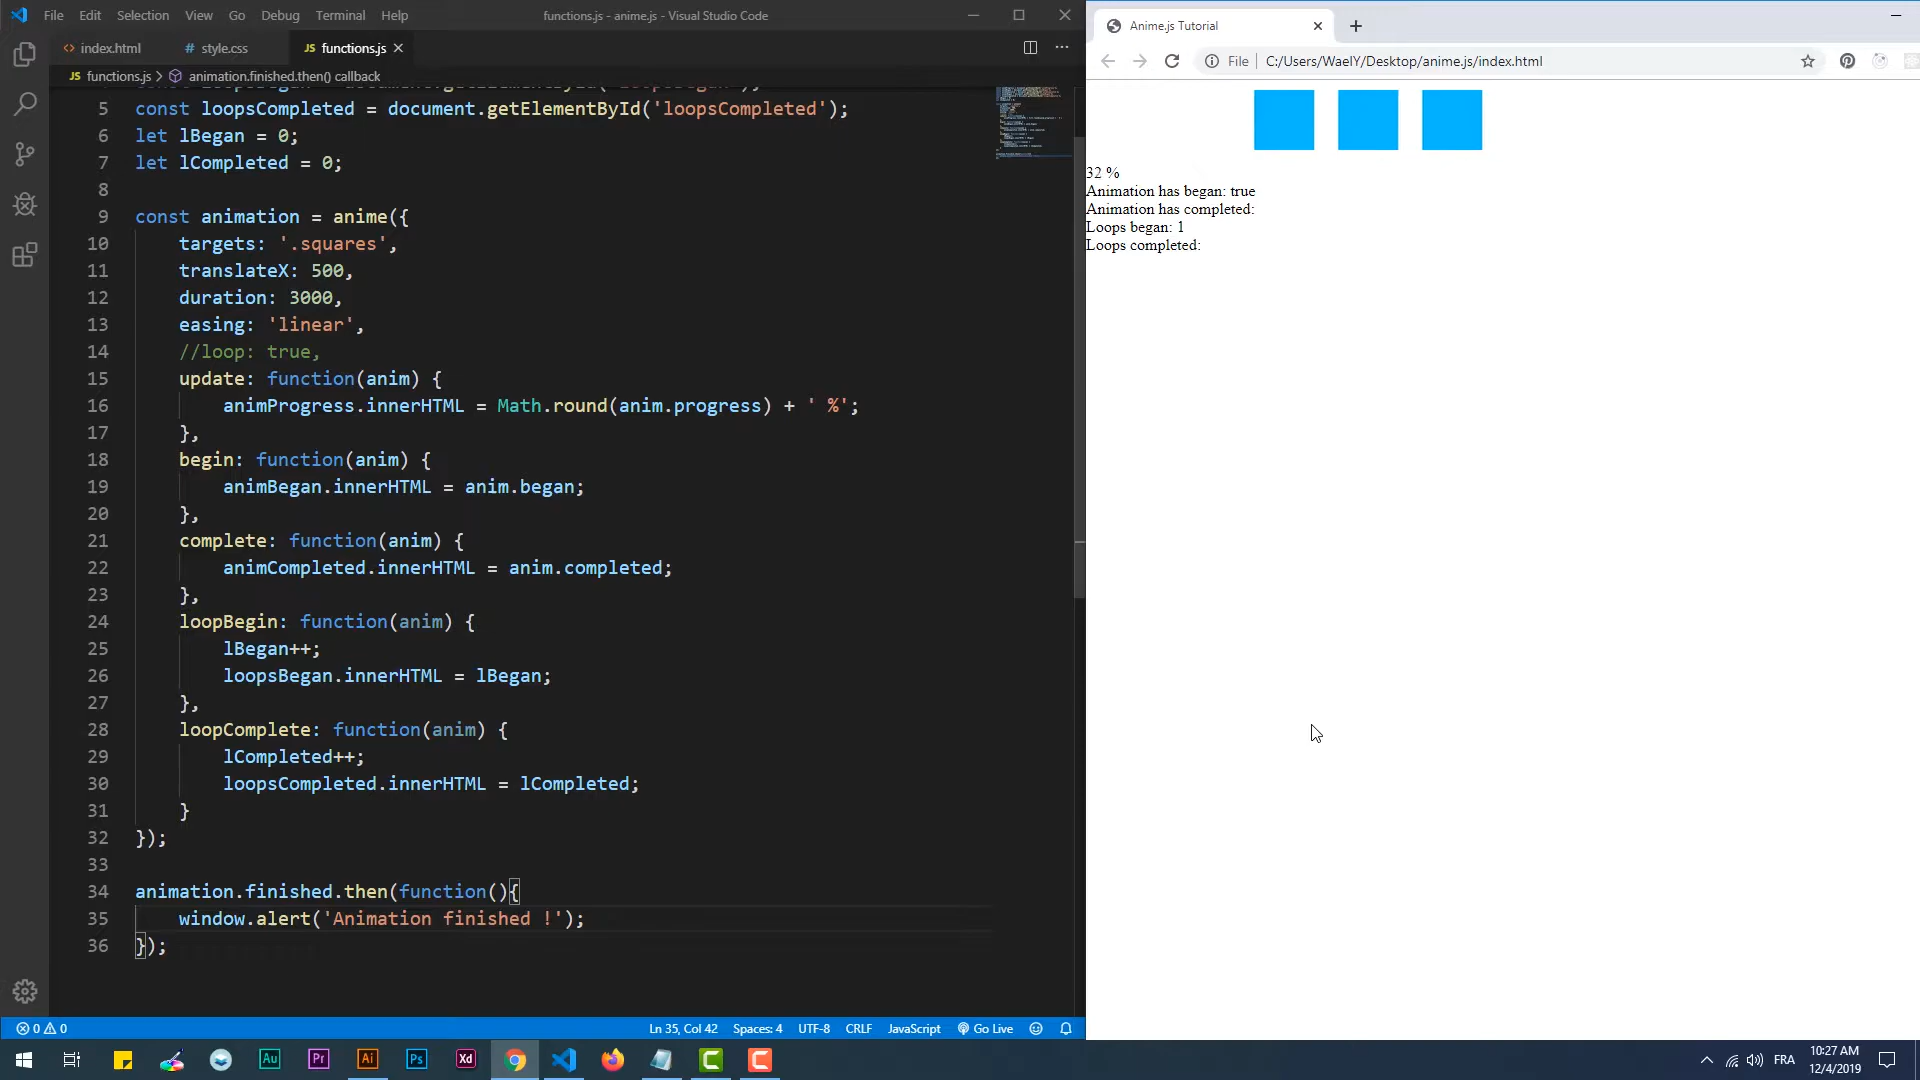 File Edit Selection View Go Debug Terminal Help
functions.js - anime.js - Visual Studio Code
index.html
# style.css
JS functions.js
JS functions.js > animation.finished.then() callback
5 const loopsCompleted = document.getElementById('loopsCompleted');
6 let lBegan = 0;
7 let lCompleted = 0;
8
9 const animation = anime({
10 targets: '.squares',
11 translateX: 500,
12 duration: 3000,
13 easing: 'linear',
14 //loop: true,
15 update: function(anim) {
16 animProgress.innerHTML = Math.round(anim.progress) + ' %';
17 },
18 begin: function(anim) {
19 animBegan.innerHTML = anim.began;
20 },
21 complete: function(anim) {
22 animCompleted.innerHTML = anim.completed;
23 },
24 loopBegin: function(anim) {
25 lBegan++;
26 loopsBegan.innerHTML = lBegan;
27 },
28 loopComplete: function(anim) {
29 lCompleted++;
30 loopsCompleted.innerHTML = lCompleted;
31 }
32 });
33
34 animation.finished.then(function(){
35 window.alert('Animation finished !');
36 });
0 0
Ln 35, Col 42 Spaces: 4 UTF-8 CRLF JavaScript Go Live
Anime.js Tutorial
File C:/Users/WaelY/Desktop/anime.js/index.html
32 %
Animation has began: true
Animation has completed:
Loops began: 1
Loops completed:
Au Pr Ai Ps Xd
FRA
10:27 AM
12/4/2019